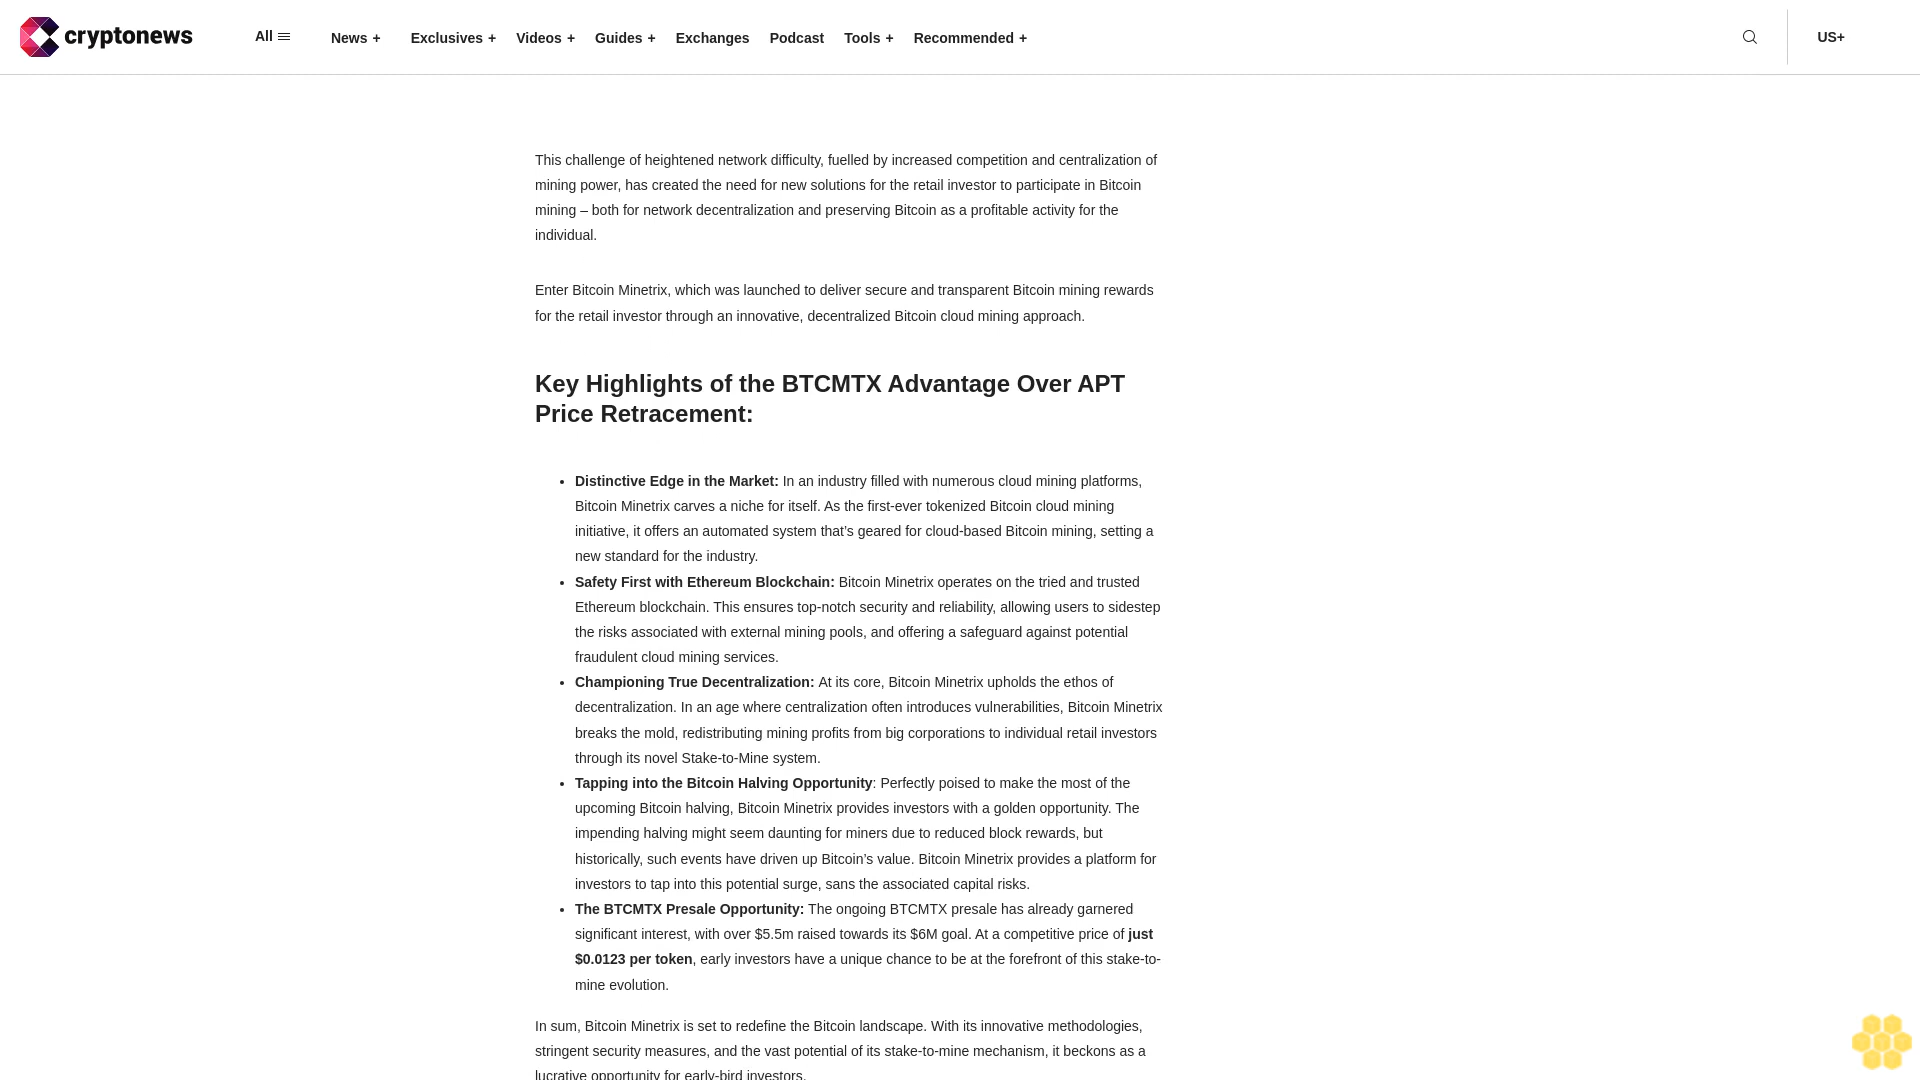 cryptonews
All
News +
Exclusives +
Videos +
Guides +
Exchanges
Podcast
Tools +
Recommended +
US+
This challenge of heightened network difficulty, fuelled by increased competition and centralization of
mining power, has created the need for new solutions for the retail investor to participate in Bitcoin
mining – both for network decentralization and preserving Bitcoin as a profitable activity for the
individual.
Enter Bitcoin Minetrix, which was launched to deliver secure and transparent Bitcoin mining rewards
for the retail investor through an innovative, decentralized Bitcoin cloud mining approach.
Key Highlights of the BTCMTX Advantage Over APT
Price Retracement:
• Distinctive Edge in the Market: In an industry filled with numerous cloud mining platforms,
Bitcoin Minetrix carves a niche for itself. As the first-ever tokenized Bitcoin cloud mining
initiative, it offers an automated system that’s geared for cloud-based Bitcoin mining, setting a
new standard for the industry.
• Safety First with Ethereum Blockchain: Bitcoin Minetrix operates on the tried and trusted
Ethereum blockchain. This ensures top-notch security and reliability, allowing users to sidestep
the risks associated with external mining pools, and offering a safeguard against potential
fraudulent cloud mining services.
• Championing True Decentralization: At its core, Bitcoin Minetrix upholds the ethos of
decentralization. In an age where centralization often introduces vulnerabilities, Bitcoin Minetrix
breaks the mold, redistributing mining profits from big corporations to individual retail investors
through its novel Stake-to-Mine system.
• Tapping into the Bitcoin Halving Opportunity: Perfectly poised to make the most of the
upcoming Bitcoin halving, Bitcoin Minetrix provides investors with a golden opportunity. The
impending halving might seem daunting for miners due to reduced block rewards, but
historically, such events have driven up Bitcoin’s value. Bitcoin Minetrix provides a platform for
investors to tap into this potential surge, sans the associated capital risks.
• The BTCMTX Presale Opportunity: The ongoing BTCMTX presale has already garnered
significant interest, with over $5.5m raised towards its $6M goal. At a competitive price of just
$0.0123 per token, early investors have a unique chance to be at the forefront of this stake-to-
mine evolution.
In sum, Bitcoin Minetrix is set to redefine the Bitcoin landscape. With its innovative methodologies,
stringent security measures, and the vast potential of its stake-to-mine mechanism, it beckons as a
lucrative opportunity for early-bird investors.